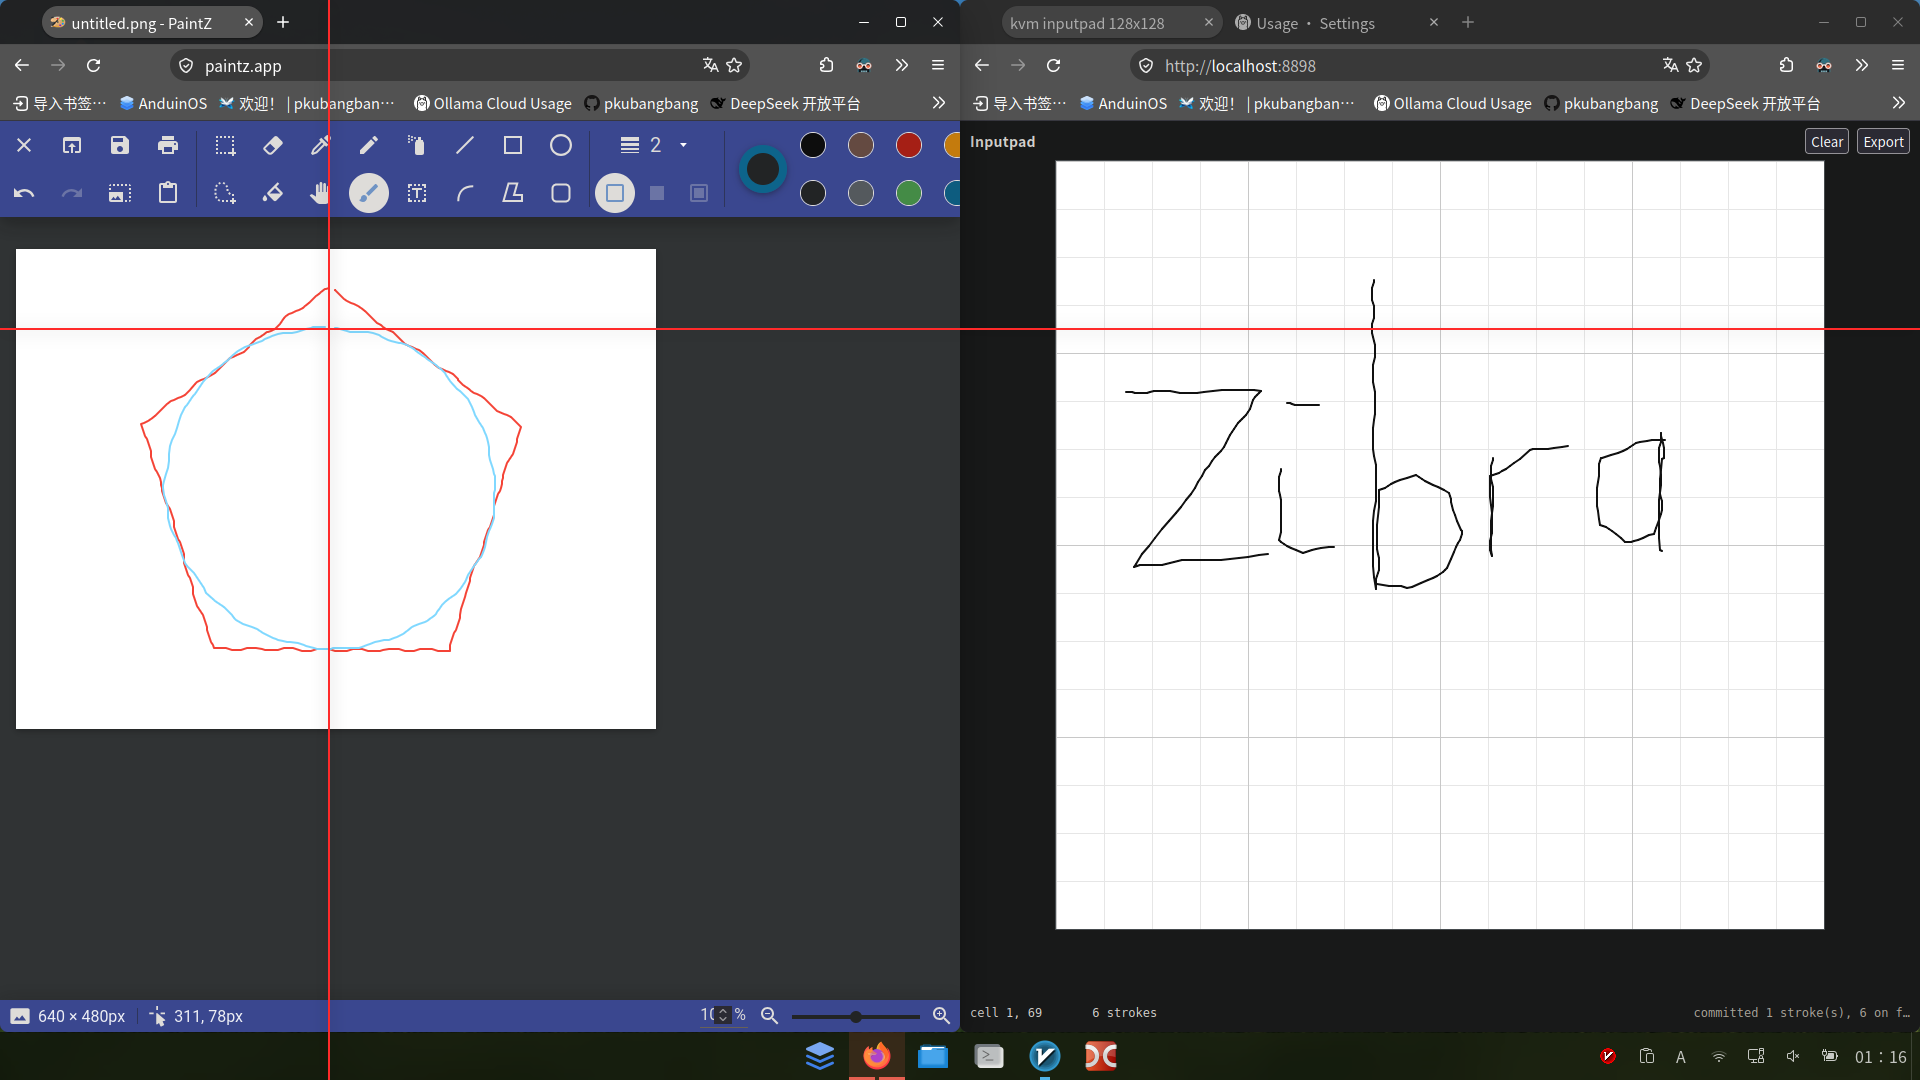 untitled.png - PaintZ
kvm inputpad 128x128
Usage · Settings
paintz.app
http://localhost:8898
导入书签…
AnduinOS
欢迎！ | pkubangban…
Ollama Cloud Usage
pkubangbang
DeepSeek 开放平台
导入书签…
AnduinOS
欢迎！ | pkubangban…
Ollama Cloud Usage
pkubangbang
DeepSeek 开放平台
2
Inputpad
Clear
Export
Zibra
640 × 480px
311, 78px
10 %
cell 1, 69
6 strokes
committed 1 stroke(s), 6 on f…
A
01：16